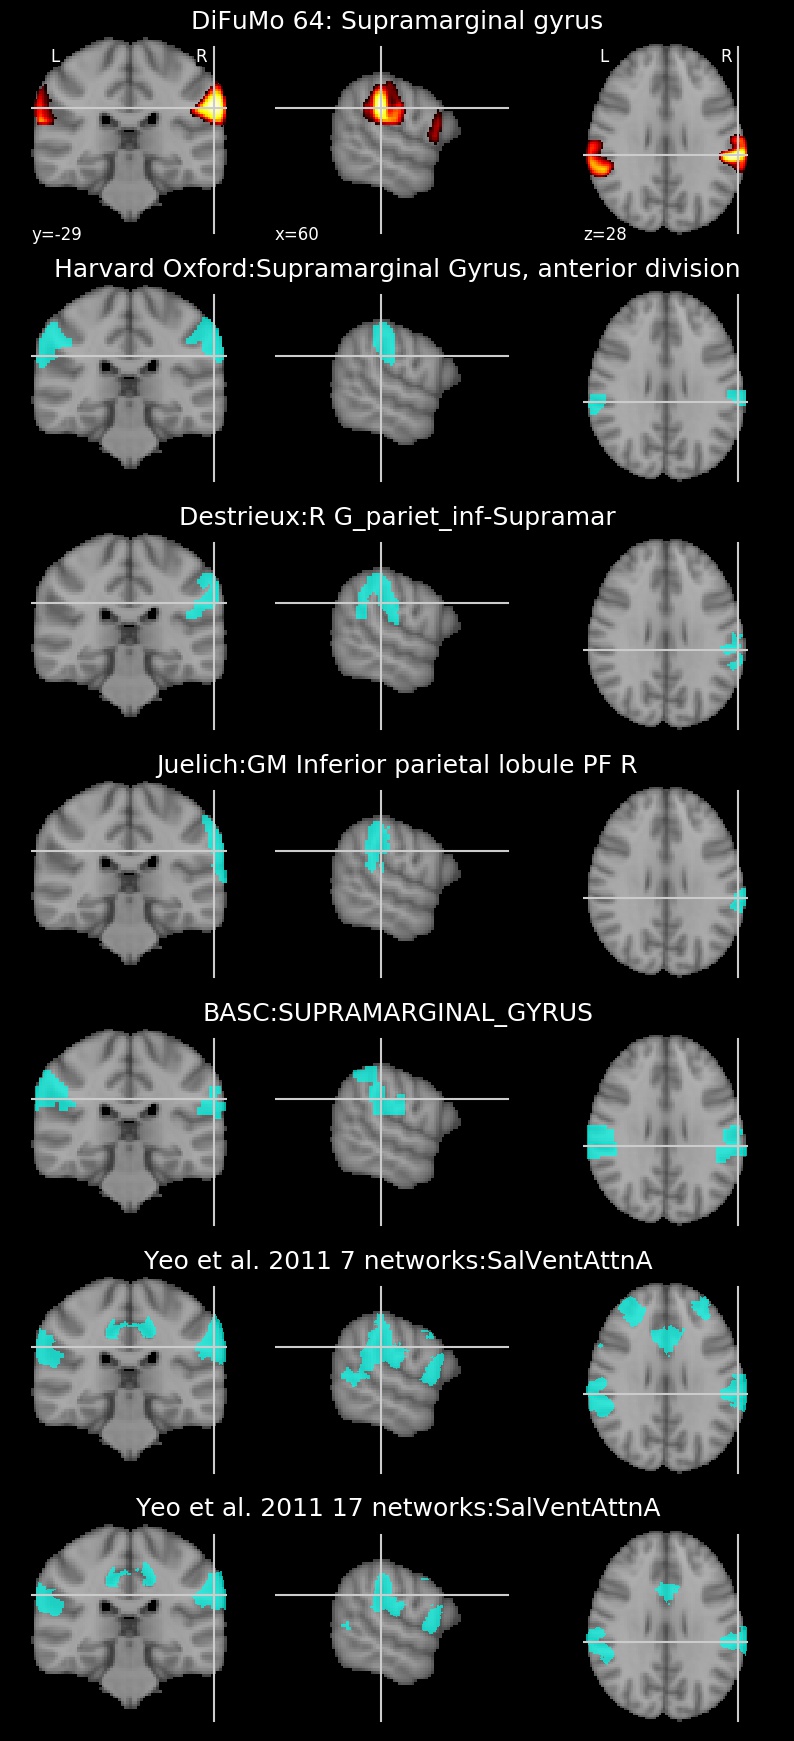 DiFuMo 64: Supramarginal gyrus
L R L R
y=-29 x=60 z=28
Harvard Oxford:Supramarginal Gyrus, anterior division
Destrieux:R G_pariet_inf-Supramar
Juelich:GM Inferior parietal lobule PF R
BASC:SUPRAMARGINAL_GYRUS
Yeo et al. 2011 7 networks:SalVentAttnA
Yeo et al. 2011 17 networks:SalVentAttnA